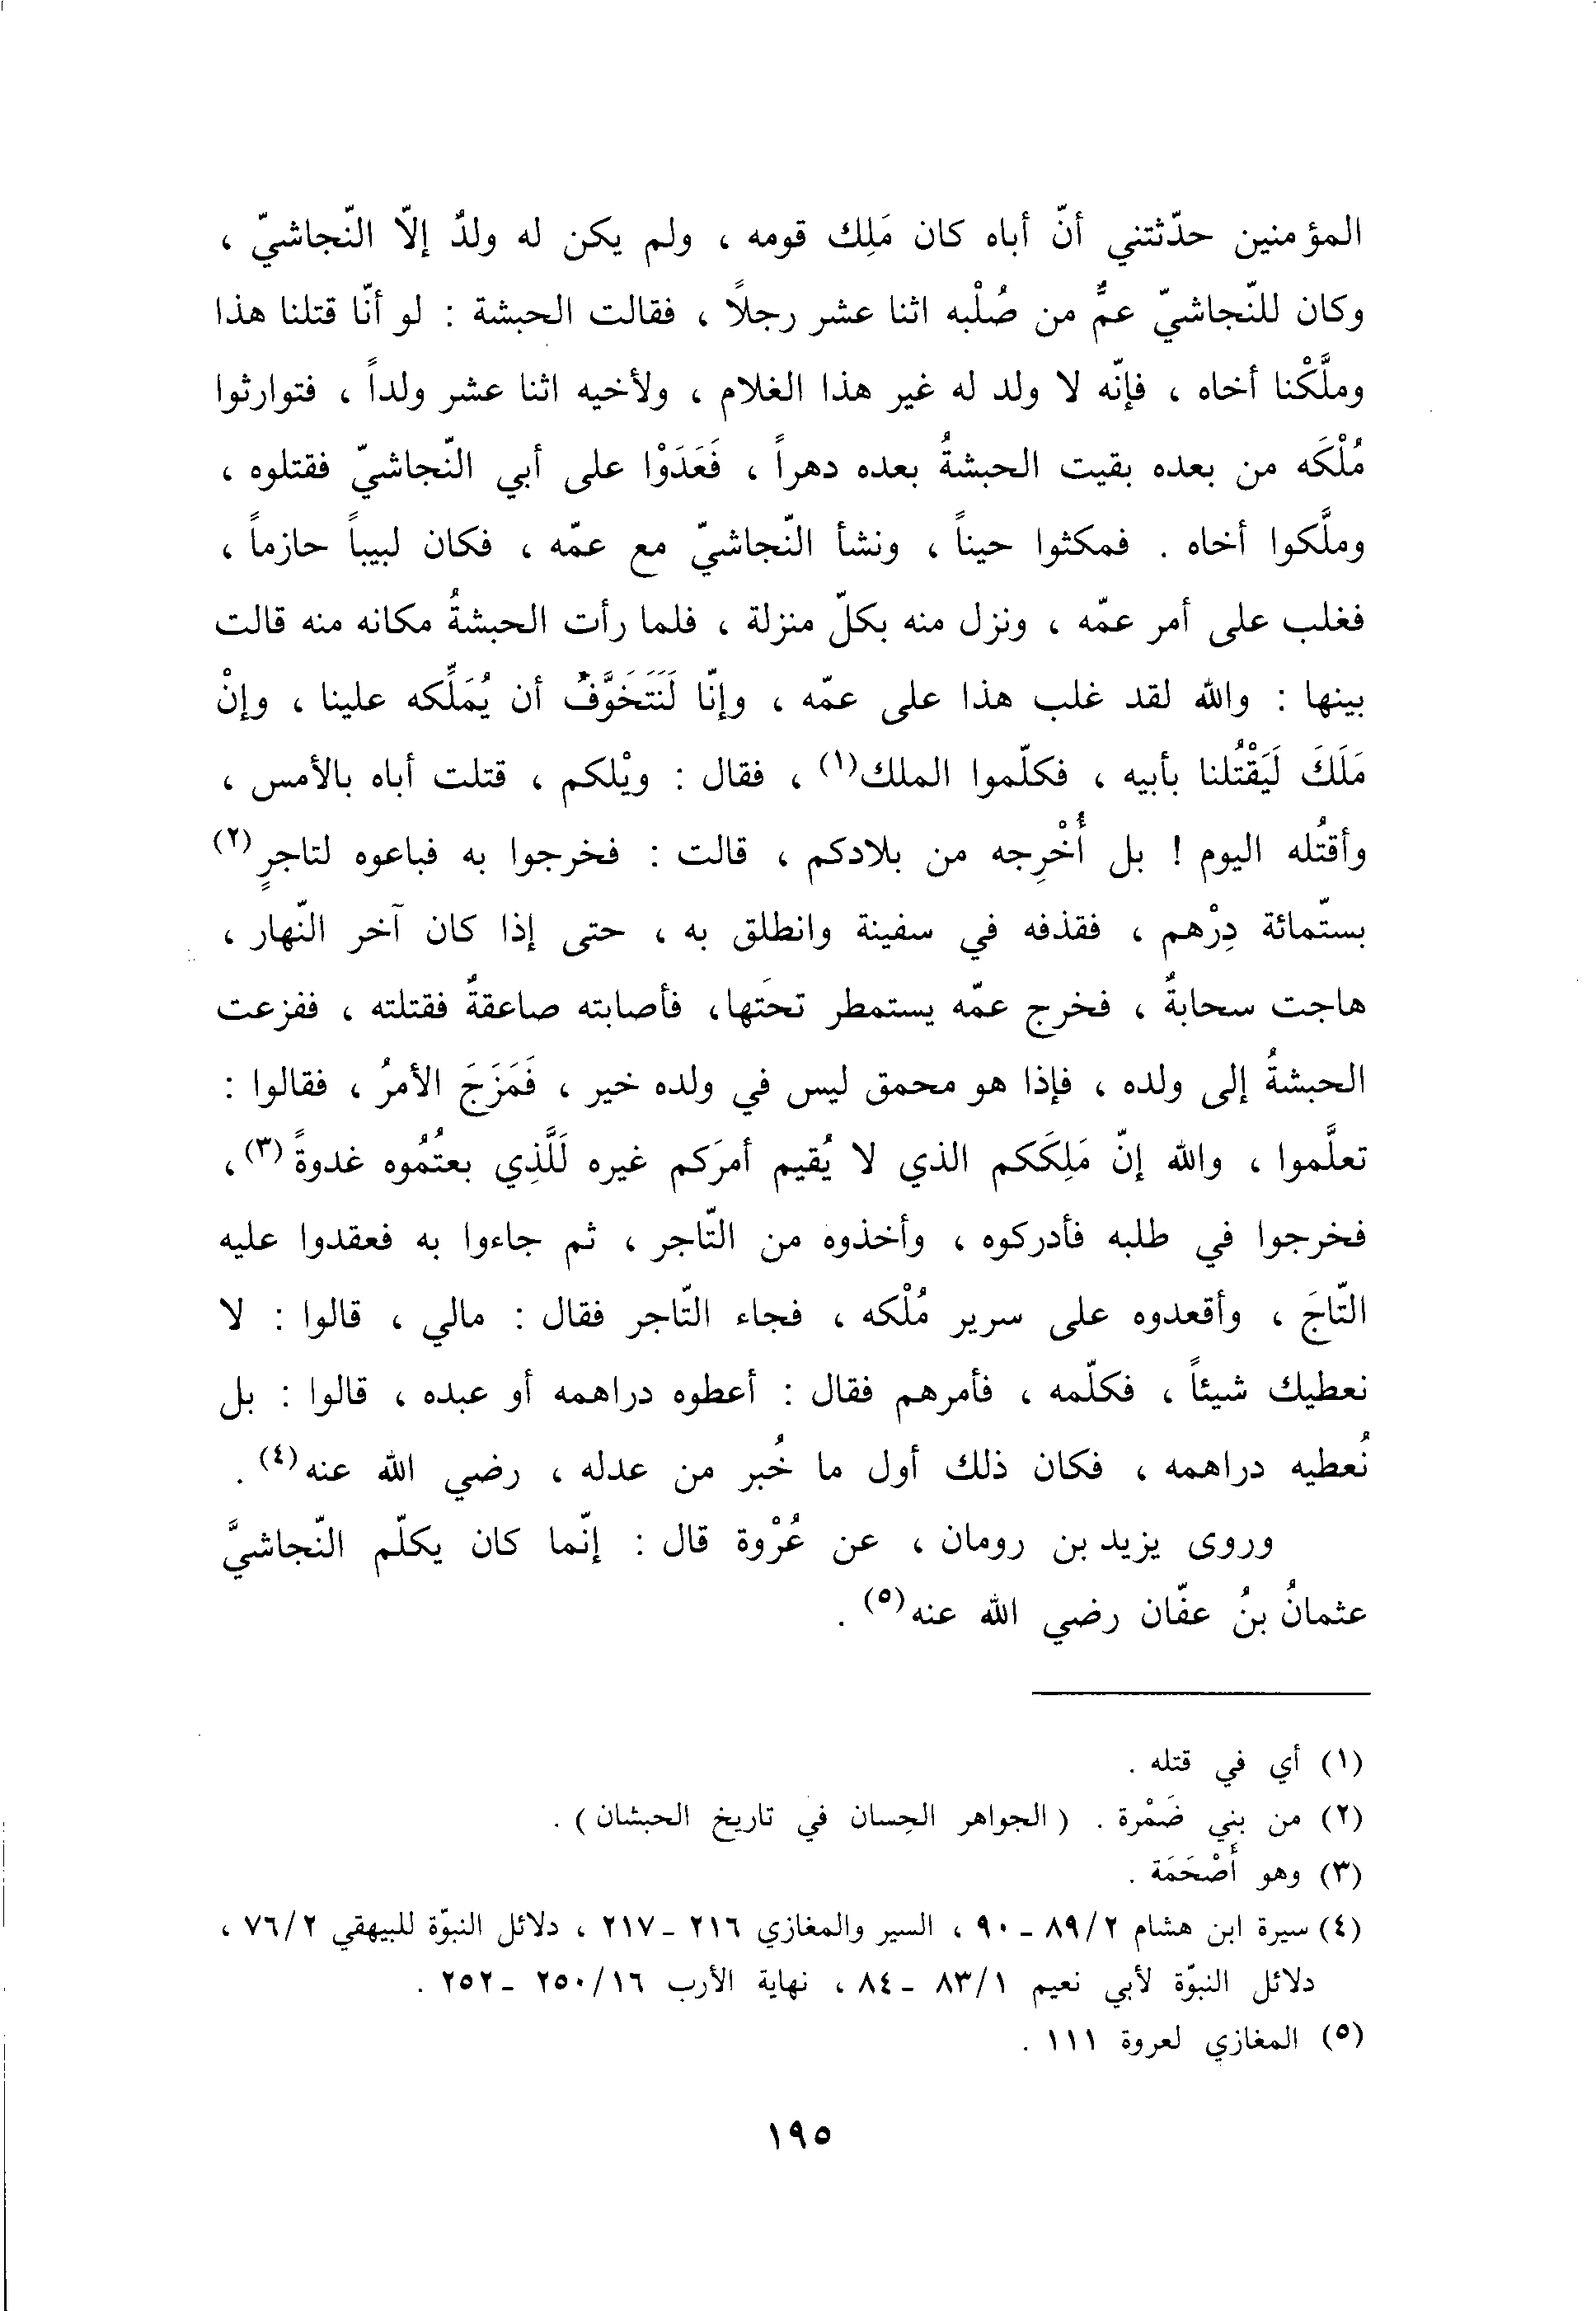 المؤمنين حدّثتني أنّ أباه كان مَلِك قومه ، ولم يكن له ولدٌ إلّا النّجاشيّ ،
وكان للنّجاشيّ عمٌّ من صُلْبه اثنا عشر رجلاً ، فقالت الحبشة : لو أنّا قتلنا هذا
وملَّكْنا أخاه ، فإنّه لا ولد له غير هذا الغلام ، ولأخيه اثنا عشر ولداً ، فتوارثوا
مُلْكَه من بعده بقيت الحبشةُ بعده دهراً ، فَعَدَوْا على أبي النّجاشيّ فقتلوه ،
وملَّكوا أخاه . فمكثوا حيناً ، ونشأ النّجاشيّ مع عمّه ، فكان لبيباً حازماً ،
فغلب على أمر عمّه ، ونزل منه بكلّ منزلة ، فلما رأت الحبشةُ مكانه منه قالت
بينها : والله لقد غلب هذا على عمّه ، وإنّا لَنَتَخَوَّفُ أن يُمَلِّكه علينا ، وإنْ
مَلَكَ لَيَقْتُلنا بأبيه ، فكلّموا الملك(١) ، فقال : ويْلكم ، قتلت أباه بالأمس ،
وأقتُله اليوم ! بل أُخْرِجه من بلادكم ، قالت : فخرجوا به فباعوه لتاجرٍ(٢)
بستّمائة دِرْهم ، فقذفه في سفينة وانطلق به ، حتى إذا كان آخر النّهار ،
هاجت سحابةٌ ، فخرج عمّه يستمطر تحَتها، فأصابته صاعقةٌ فقتلته ، ففزعت
الحبشةُ إلى ولده ، فإذا هو محمق ليس في ولده خير ، فَمَزَجَ الأمرُ ، فقالوا :
تعلَّموا ، والله إنّ مَلِكَكم الذي لا يُقيم أمرَكم غيره لَلَّذِي بعتُمُوه غدوةً(٣) ،
فخرجوا في طلبه فأدركوه ، وأخذوه من التّاجر ، ثم جاءوا به فعقدوا عليه
التّاجَ ، وأقعدوه على سرير مُلْكه ، فجاء التّاجر فقال : مالي ، قالوا : لا
نعطيك شيئاً ، فكلّمه ، فأمرهم فقال : أعطوه دراهمه أو عبده ، قالوا : بل
نُعطيه دراهمه ، فكان ذلك أول ما خُبر من عدله ، رضي الله عنه(٤) .
وروى يزيد بن رومان ، عن عُرْوة قال : إنّما كان يكلّم النّجاشيَّ
عثمانُ بنُ عفّان رضي الله عنه(٥) .
(١) أي في قتله .
(٢) من بني ضَمْرة . ( الجواهر الحِسان في تاريخ الحبشان ) .
(٣) وهو أَصْحَمَة .
(٤) سيرة ابن هشام ٨٩/٢ - ٩٠ ، السير والمغازي ٢١٦ - ٢١٧ ، دلائل النبوّة للبيهقي ٧٦/٢ ،
دلائل النبوّة لأبي نعيم ٨٣/١ - ٨٤ ، نهاية الأرب ٢٥٠/١٦ - ٢٥٢ .
(٥) المغازي لعروة ١١١ .
١٩٥